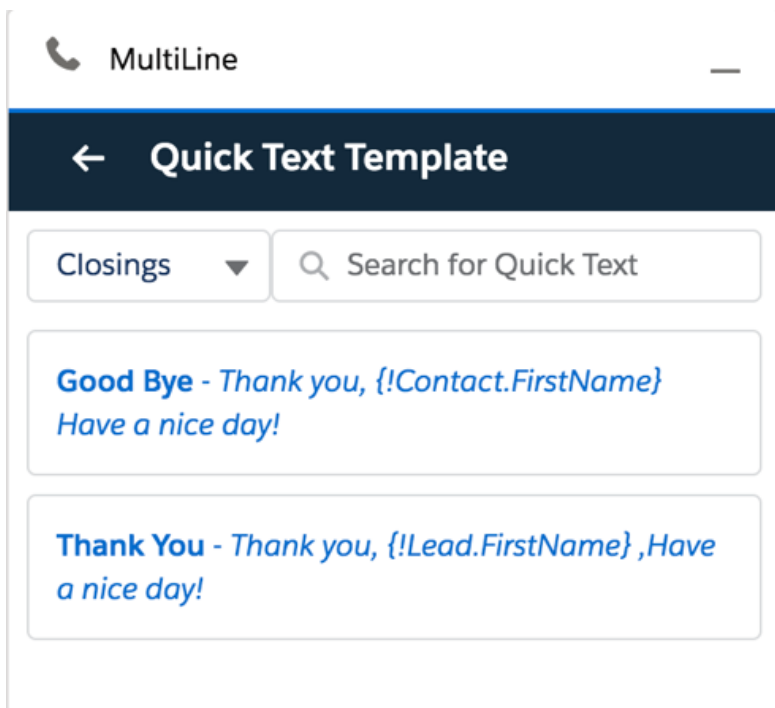 MultiLine
Quick Text Template
Closings
Search for Quick Text
Good Bye - Thank you, {!Contact.FirstName}
Have a nice day!
Thank You - Thank you, {!Lead.FirstName} ,Have
a nice day!